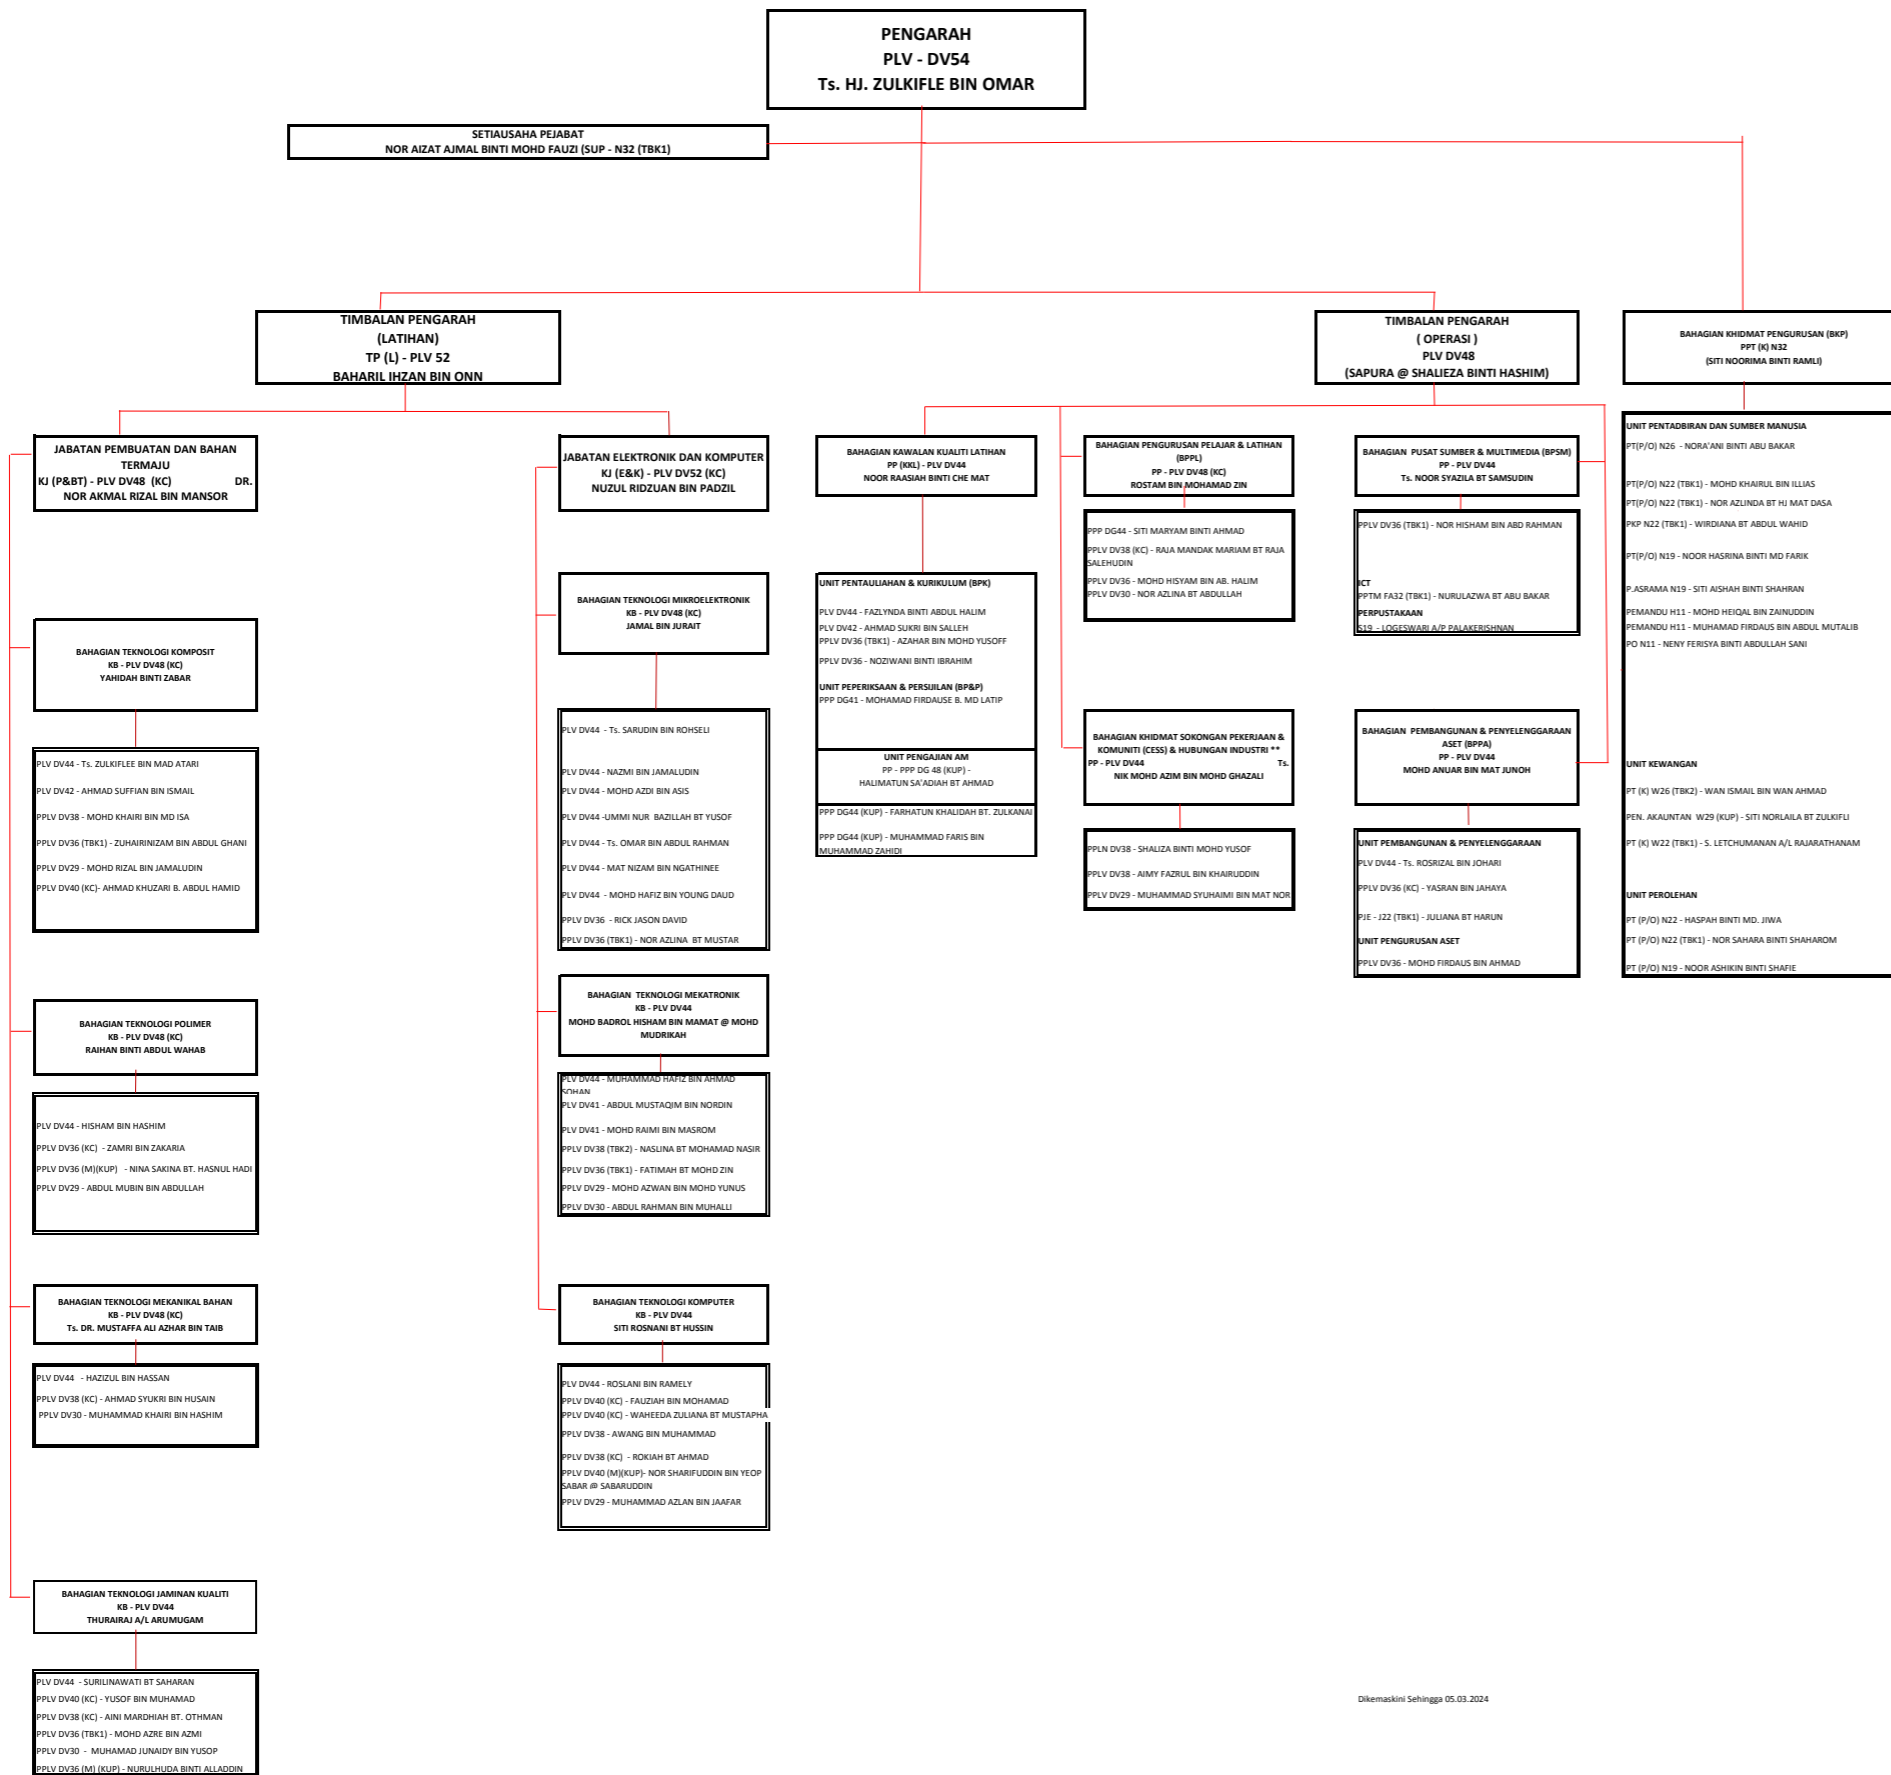 PENGARAH
PLV - DV54
Ts. HJ. ZULKIFLE BIN OMAR
SETIAUSAHA PEJABAT
NOR AIZAT AJMAL BINTI MOHD FAUZI (SUP - N32 (TBK1)
TIMBALAN PENGARAH
(LATIHAN)
TP (L) - PLV 52
BAHARIL IHZAN BIN ONN
TIMBALAN PENGARAH
( OPERASI )
PLV DV48
(SAPURA @ SHALIEZA BINTI HASHIM)
BAHAGIAN KHIDMAT PENGURUSAN (BKP)
PPT (K) N32
(SITI NOORIMA BINTI RAMLI)
JABATAN PEMBUATAN DAN BAHAN
TERMAJU
KJ (P&BT) - PLV DV48 (KC) DR.
NOR AKMAL RIZAL BIN MANSOR
BAHAGIAN TEKNOLOGI KOMPOSIT
KB - PLV DV48 (KC)
YAHIDAH BINTI ZABAR
PLV DV44 - Ts. ZULKIFLEE BIN MAD ATARI
PLV DV42 - AHMAD SUFFIAN BIN ISMAIL
PPLV DV38 - MOHD KHAIRI BIN MD ISA
PPLV DV36 (TBK1) - ZUHAIRINIZAM BIN ABDUL GHANI
PPLV DV29 - MOHD RIZAL BIN JAMALUDIN
PPLV DV40 (KC)- AHMAD KHUZARI B. ABDUL HAMID
BAHAGIAN TEKNOLOGI POLIMER
KB - PLV DV48 (KC)
RAIHAN BINTI ABDUL WAHAB
PLV DV44 - HISHAM BIN HASHIM
PPLV DV36 (KC) - ZAMRI BIN ZAKARIA
PPLV DV36 (M)(KUP) - NINA SAKINA BT. HASNUL HADI
PPLV DV29 - ABDUL MUBIN BIN ABDULLAH
BAHAGIAN TEKNOLOGI MEKANIKAL BAHAN
KB - PLV DV48 (KC)
Ts. DR. MUSTAFFA ALI AZHAR BIN TAIB
PLV DV44 - HAZIZUL BIN HASSAN
PPLV DV38 (KC) - AHMAD SYUKRI BIN HUSAIN
PPLV DV30 - MUHAMMAD KHAIRI BIN HASHIM
BAHAGIAN TEKNOLOGI JAMINAN KUALITI
KB - PLV DV44
THURAIRAJ A/L ARUMUGAM
PLV DV44 - SURILINAWATI BT SAHARAN
PPLV DV40 (KC) - YUSOF BIN MUHAMAD
PPLV DV38 (KC) - AINI MARDHIAH BT. OTHMAN
PPLV DV36 (TBK1) - MOHD AZRE BIN AZMI
PPLV DV30 - MUHAMAD JUNAIDY BIN YUSOP
PPLV DV36 (M) (KUP) - NURULHUDA BINTI ALLADDIN
JABATAN ELEKTRONIK DAN KOMPUTER
KJ (E&K) - PLV DV52 (KC)
NUZUL RIDZUAN BIN PADZIL
BAHAGIAN TEKNOLOGI MIKROELEKTRONIK
KB - PLV DV48 (KC)
JAMAL BIN JURAIT
PLV DV44 - Ts. SARUDIN BIN ROHSELI
PLV DV44 - NAZMI BIN JAMALUDIN
PLV DV44 - MOHD AZDI BIN ASIS
PLV DV44 -UMMI NUR BAZILLAH BT YUSOF
PLV DV44 - Ts. OMAR BIN ABDUL RAHMAN
PLV DV44 - MAT NIZAM BIN NGATHINEE
PLV DV44 - MOHD HAFIZ BIN YOUNG DAUD
PPLV DV36 - RICK JASON DAVID
PPLV DV36 (TBK1) - NOR AZLINA BT MUSTAR
BAHAGIAN TEKNOLOGI MEKATRONIK
KB - PLV DV44
MOHD BADROL HISHAM BIN MAMAT @ MOHD
MUDRIKAH
PLV DV44 - MUHAMMAD HAFIZ BIN AHMAD
SOHAN
PLV DV41 - ABDUL MUSTAQIM BIN NORDIN
PLV DV41 - MOHD RAIMI BIN MASROM
PPLV DV38 (TBK2) - NASLINA BT MOHAMAD NASIR
PPLV DV36 (TBK1) - FATIMAH BT MOHD ZIN
PPLV DV29 - MOHD AZWAN BIN MOHD YUNUS
PPLV DV30 - ABDUL RAHMAN BIN MUHALLI
BAHAGIAN TEKNOLOGI KOMPUTER
KB - PLV DV44
SITI ROSNANI BT HUSSIN
PLV DV44 - ROSLANI BIN RAMELY
PPLV DV40 (KC) - FAUZIAH BIN MOHAMAD
PPLV DV40 (KC) - WAHEEDA ZULIANA BT MUSTAPHA
PPLV DV38 - AWANG BIN MUHAMMAD
PPLV DV38 (KC) - ROKIAH BT AHMAD
PPLV DV40 (M)(KUP)- NOR SHARIFUDDIN BIN YEOP
SABAR @ SABARUDDIN
PPLV DV29 - MUHAMMAD AZLAN BIN JAAFAR
BAHAGIAN KAWALAN KUALITI LATIHAN
PP (KKL) - PLV DV44
NOOR RAASIAH BINTI CHE MAT
UNIT PENTAULIAHAN & KURIKULUM (BPK)
PLV DV44 - FAZLYNDA BINTI ABDUL HALIM
PLV DV42 - AHMAD SUKRI BIN SALLEH
PPLV DV36 (TBK1) - AZAHAR BIN MOHD YUSOFF
PPLV DV36 - NOZIWANI BINTI IBRAHIM
UNIT PEPERIKSAAN & PERSIJILAN (BP&P)
PPP DG41 - MOHAMAD FIRDAUSE B. MD LATIP
UNIT PENGAJIAN AM
PP - PPP DG 48 (KUP) -
HALIMATUN SA'ADIAH BT AHMAD
PPP DG44 (KUP) - FARHATUN KHALIDAH BT. ZULKANAI
PPP DG44 (KUP) - MUHAMMAD FARIS BIN
MUHAMMAD ZAHIDI
BAHAGIAN PENGURUSAN PELAJAR & LATIHAN
(BPPL)
PP - PLV DV48 (KC)
ROSTAM BIN MOHAMAD ZIN
PPP DG44 - SITI MARYAM BINTI AHMAD
PPLV DV38 (KC) - RAJA MANDAK MARIAM BT RAJA
SALEHUDIN
PPLV DV36 - MOHD HISYAM BIN AB. HALIM
PPLV DV30 - NOR AZLINA BT ABDULLAH
BAHAGIAN KHIDMAT SOKONGAN PEKERJAAN &
KOMUNITI (CESS) & HUBUNGAN INDUSTRI **
PP - PLV DV44 Ts.
NIK MOHD AZIM BIN MOHD GHAZALI
PPLN DV38 - SHALIZA BINTI MOHD YUSOF
PPLV DV38 - AIMY FAZRUL BIN KHAIRUDDIN
PPLV DV29 - MUHAMMAD SYUHAIMI BIN MAT NOR
BAHAGIAN PUSAT SUMBER & MULTIMEDIA (BPSM)
PP - PLV DV44
Ts. NOOR SYAZILA BT SAMSUDIN
PPLV DV36 (TBK1) - NOR HISHAM BIN ABD RAHMAN
ICT
PPTM FA32 (TBK1) - NURULAZWA BT ABU BAKAR
PERPUSTAKAAN
S19 - LOGESWARI A/P PALAKERISHNAN
BAHAGIAN PEMBANGUNAN & PENYELENGGARAAN
ASET (BPPA)
PP - PLV DV44
MOHD ANUAR BIN MAT JUNOH
UNIT PEMBANGUNAN & PENYELENGGARAAN
PLV DV44 - Ts. ROSRIZAL BIN JOHARI
PPLV DV36 (KC) - YASRAN BIN JAHAYA
PJE - J22 (TBK1) - JULIANA BT HARUN
UNIT PENGURUSAN ASET
PPLV DV36 - MOHD FIRDAUS BIN AHMAD
UNIT PENTADBIRAN DAN SUMBER MANUSIA
PT(P/O) N26 - NORA'ANI BINTI ABU BAKAR
PT(P/O) N22 (TBK1) - MOHD KHAIRUL BIN ILLIAS
PT(P/O) N22 (TBK1) - NOR AZLINDA BT HJ MAT DASA
PKP N22 (TBK1) - WIRDIANA BT ABDUL WAHID
PT(P/O) N19 - NOOR HASRINA BINTI MD FARIK
P.ASRAMA N19 - SITI AISHAH BINTI SHAHRAN
PEMANDU H11 - MOHD HEIQAL BIN ZAINUDDIN
PEMANDU H11 - MUHAMAD FIRDAUS BIN ABDUL MUTALIB
PO N11 - NENY FERISYA BINTI ABDULLAH SANI
UNIT KEWANGAN
PT (K) W26 (TBK2) - WAN ISMAIL BIN WAN AHMAD
PEN. AKAUNTAN W29 (KUP) - SITI NORLAILA BT ZULKIFLI
PT (K) W22 (TBK1) - S. LETCHUMANAN A/L RAJARATHANAM
UNIT PEROLEHAN
PT (P/O) N22 - HASPAH BINTI MD. JIWA
PT (P/O) N22 (TBK1) - NOR SAHARA BINTI SHAHAROM
PT (P/O) N19 - NOOR ASHIKIN BINTI SHAFIE
Dikemaskini Sehingga 05.03.2024